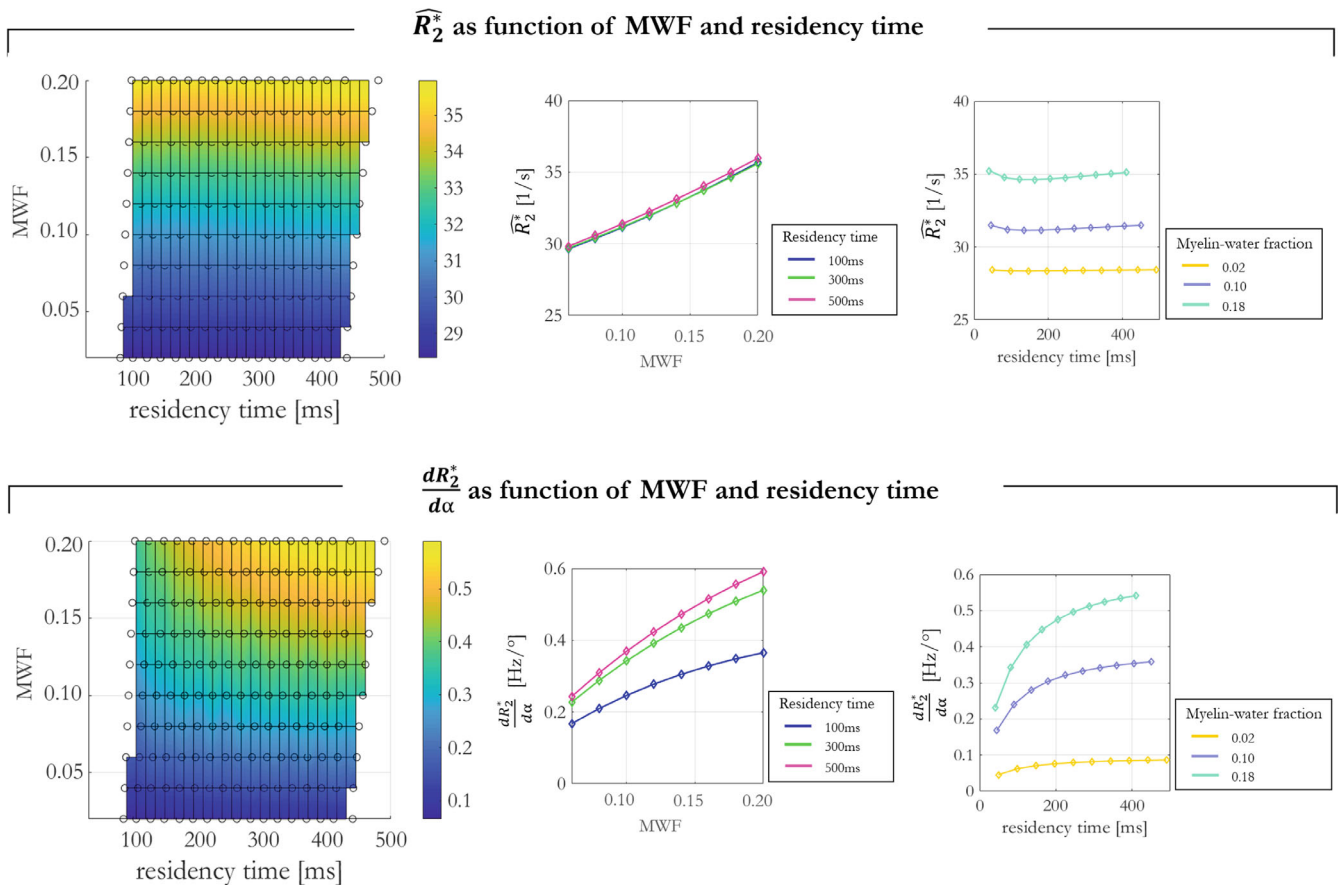 R̂₂* as function of MWF and residency time
0.20
0.15
0.10
0.05
MWF
100 200 300 400 500
residency time [ms]
35
34
33
32
31
30
29
40
35
30
25
R̂₂* [1/s]
0.10 0.15 0.20
MWF
Residency time
100ms
300ms
500ms
40
35
31
25
R̂₂* [1/s]
0 200 400
residency time [ms]
Myelin-water fraction
0.02
0.10
0.18
dR₂*/dα as function of MWF and residency time
0.20
0.15
0.10
0.05
MWF
100 200 300 400 500
residency time [ms]
0.5
0.4
0.3
0.2
0.1
0.6
0.4
0.2
0
dR₂*/dα [Hz/°]
0.10 0.15 0.20
MWF
Residency time
100ms
300ms
500ms
0.6
0.5
0.4
0.3
0.2
0.1
0
dR₂*/dα [Hz/°]
0 200 400
residency time [ms]
Myelin-water fraction
0.02
0.10
0.18